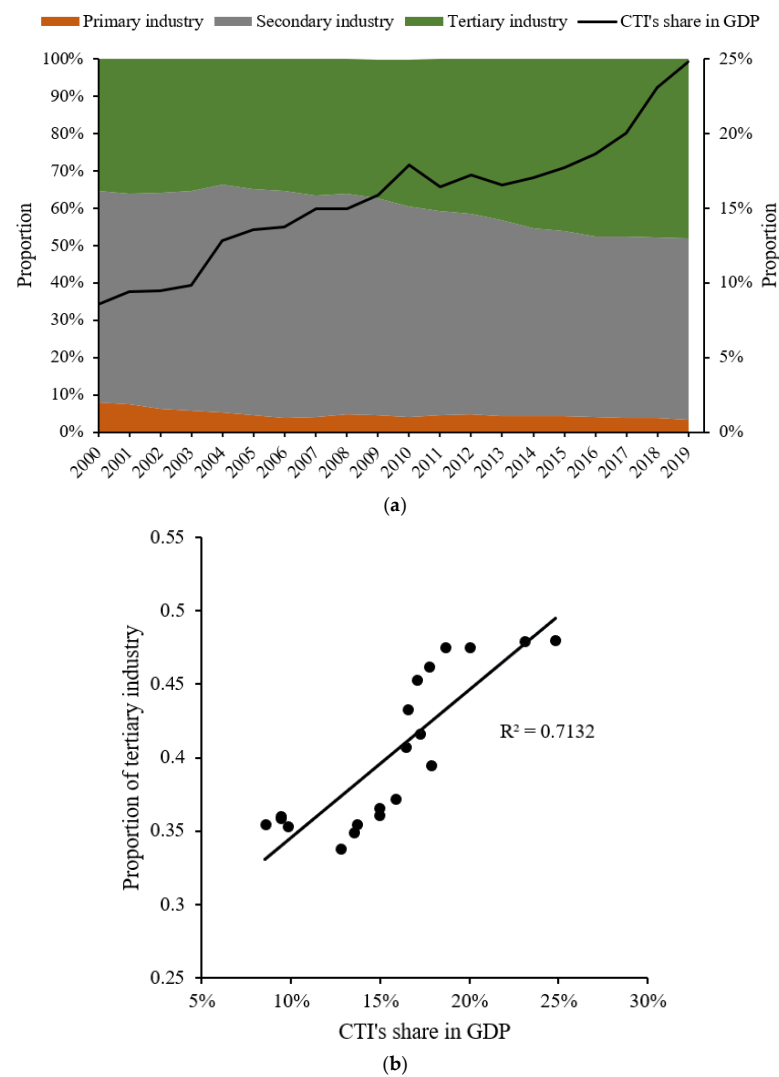 Primary industry Secondary industry Tertiary industry CTI's share in GDP
100% 25%
90%
80% 20%
70%
60% 15%
50%
40% 10%
30%
20% 5%
10%
0% 0%
Proportion
Proportion
2000 2001 2002 2003 2004 2005 2006 2007 2008 2009 2010 2011 2012 2013 2014 2015 2016 2017 2018 2019
(a)
0.55
0.5
0.45
R² = 0.7132
0.4
0.35
0.3
0.25
Proportion of tertiary industry
5% 10% 15% 20% 25% 30%
CTI's share in GDP
(b)